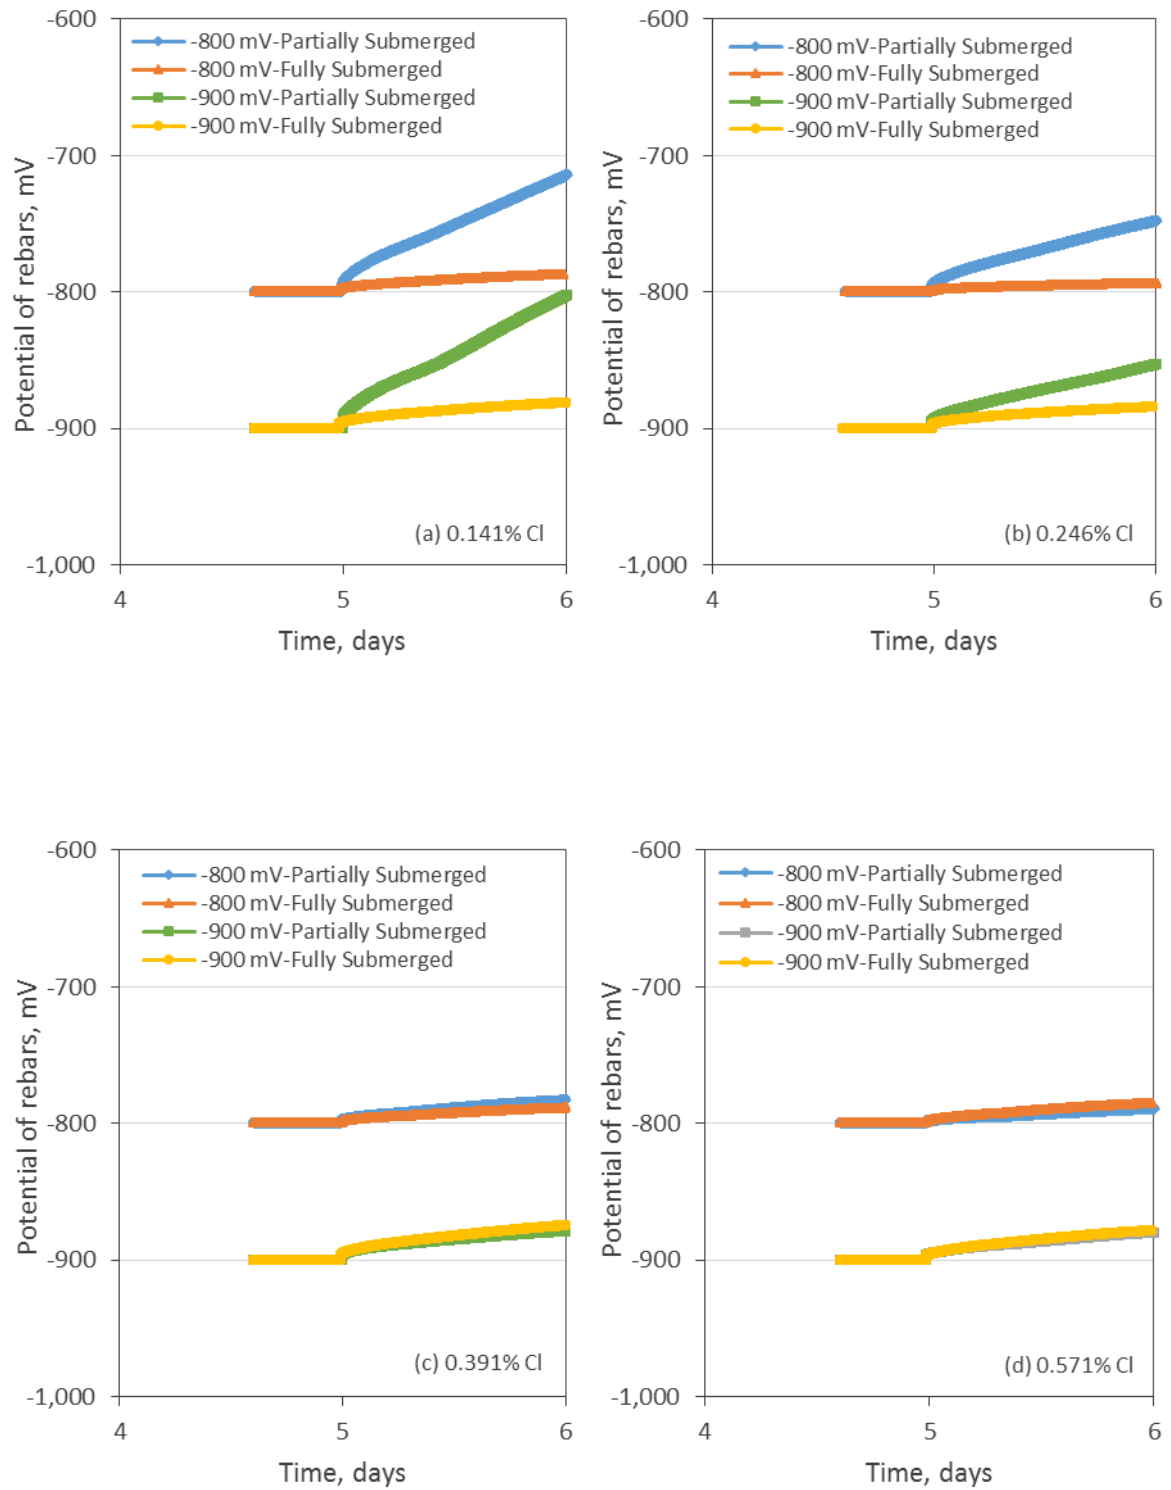 -600
-700
-800
-900
-1,000
Potential of rebars, mV
-800 mV-Partially Submerged
-800 mV-Fully Submerged
-900 mV-Partially Submerged
-900 mV-Fully Submerged
(a) 0.141% Cl
4 5 6
Time, days
-600
-700
-800
-900
-1,000
Potential of rebars, mV
-800 mV-Partially Submerged
-800 mV-Fully Submerged
-900 mV-Partially Submerged
-900 mV-Fully Submerged
(b) 0.246% Cl
4 5 6
Time, days
-600
-700
-800
-900
-1,000
Potential of rebars, mV
-800 mV-Partially Submerged
-800 mV-Fully Submerged
-900 mV-Partially Submerged
-900 mV-Fully Submerged
(c) 0.391% Cl
4 5 6
Time, days
-600
-700
-800
-900
-1,000
Potential of rebars, mV
-800 mV-Partially Submerged
-800 mV-Fully Submerged
-900 mV-Partially Submerged
-900 mV-Fully Submerged
(d) 0.571% Cl
4 5 6
Time, days